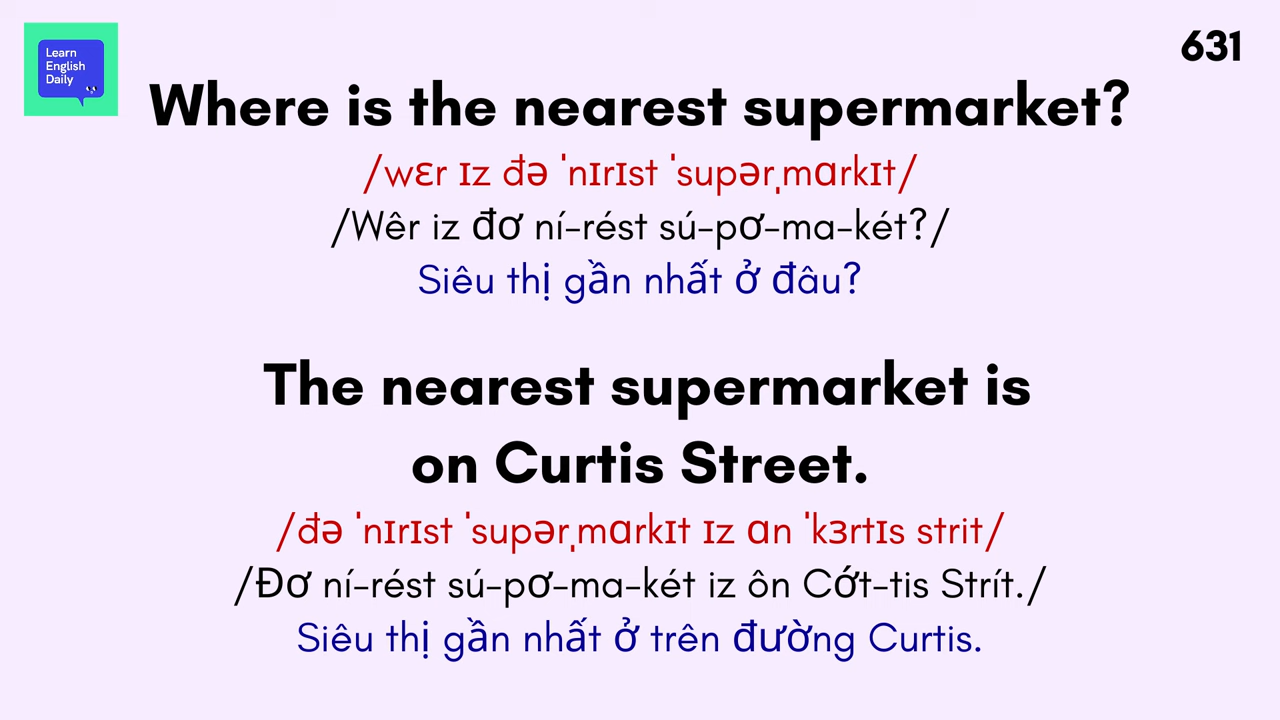 Learn
English
Daily
631
Where is the nearest supermarket?
/wɛr ɪz đə ˈnɪrɪst ˈsupərˌmɑrkɪt/
/Wêr iz đơ ní-rést sú-pơ-ma-két?/
Siêu thị gần nhất ở đâu?
The nearest supermarket is
on Curtis Street.
/đə ˈnɪrɪst ˈsupərˌmɑrkɪt ɪz ɑn ˈkɜrtɪs strit/
/Đơ ní-rést sú-pơ-ma-két iz ôn Cớt-tis Strít./
Siêu thị gần nhất ở trên đường Curtis.